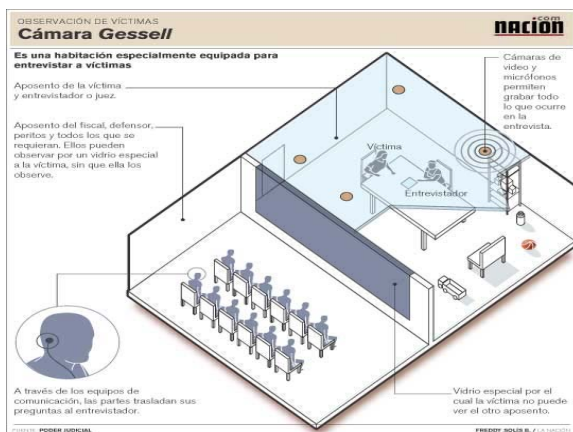 OBSERVACIÓN DE VÍCTIMAS
Cámara Gessell
nacion.com
Es una habitación especialmente equipada para
entrevistar a víctimas
Aposento de la víctima
y entrevistador o juez.
Aposento del fiscal, defensor,
peritos y todos los que se
requieran. Ellos pueden
observar por un vidrio especial
a la víctima, sin que ella los
observe.
Cámaras de
video y
micrófonos
permiten
grabar todo
lo que ocurre
en la
entrevista.
Víctima
Entrevistador
A través de los equipos de
comunicación, las partes trasladan sus
preguntas al entrevistador.
Vidrio especial por el
cual la víctima no puede
ver el otro aposento.
FUENTE: PODER JUDICIAL
FREDDY SOLÍS B. / LA NACIÓN